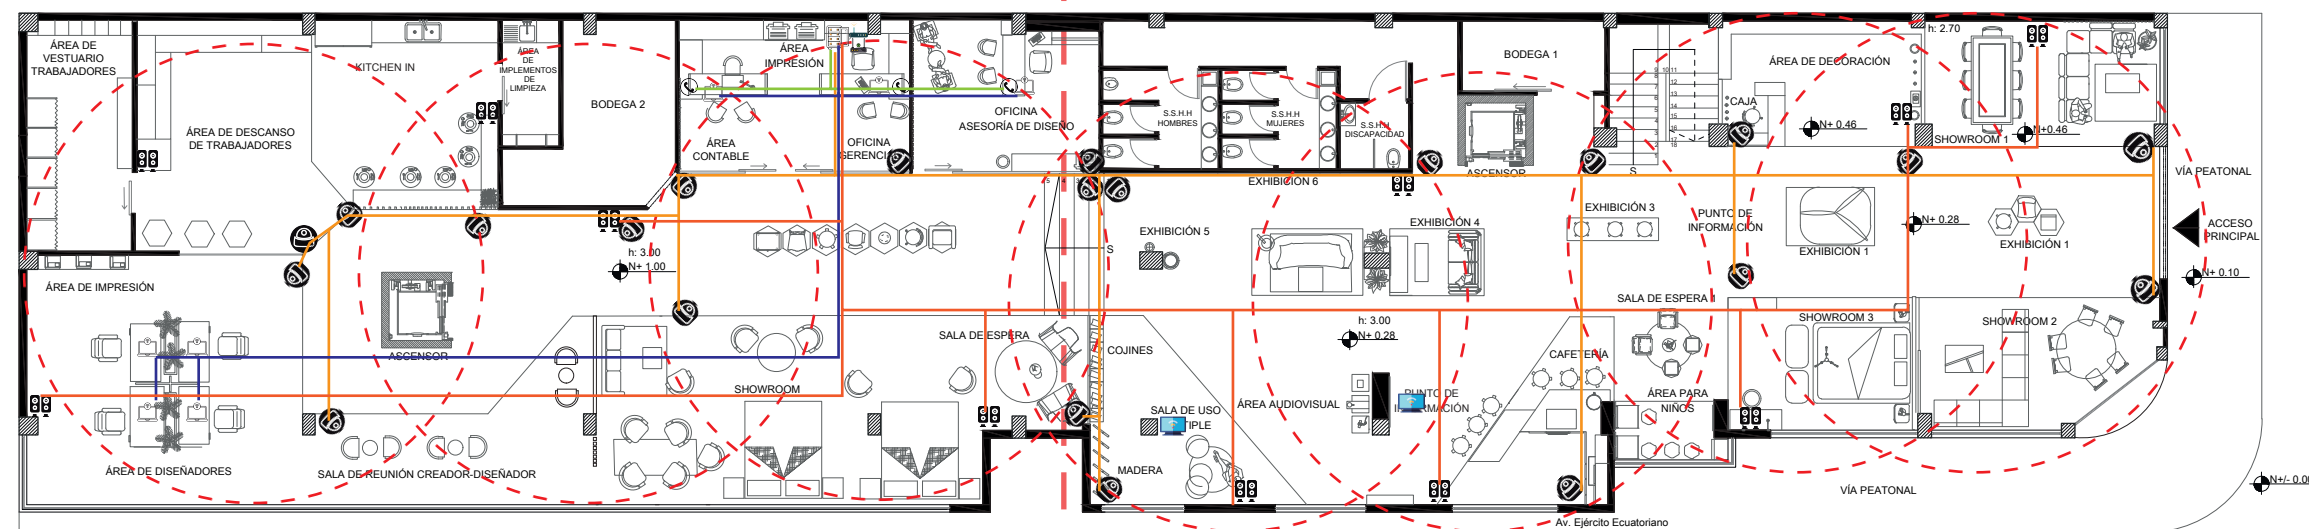 ÁREA DE
VESTUARIO
TRABAJADORES
KITCHEN IN
ÁREA
DE
IMPLEMENTOS
DE
LIMPIEZA
BODEGA 2
ÁREA DE DESCANSO
DE TRABAJADORES
ÁREA
IMPRESIÓN
ÁREA
CONTABLE
OFICINA
GERENCIA
OFICINA
ASESORÍA DE DISEÑO
S.S.H.H
HOMBRES
S.S.H.H
MUJERES
S.S.H.H
DISCAPACIDAD
BODEGA 1
ASCENSOR
S
CAJA
ÁREA DE DECORACIÓN
N+ 0.46
h: 2.70
SHOWROOM 1
N+0.46
VÍA PEATONAL
ACCESO
PRINCIPAL
N+ 0.10
EXHIBICIÓN 6
EXHIBICIÓN 5
EXHIBICIÓN 4
EXHIBICIÓN 3
PUNTO DE
INFORMACIÓN
EXHIBICIÓN 1
N+ 0.28
EXHIBICIÓN 1
h: 3.00
N+ 1.00
S
ÁREA DE IMPRESIÓN
ASCENSOR
SHOWROOM
SALA DE ESPERA
COJINES
h: 3.00
N+ 0.28
SALA DE ESPERA 1
SHOWROOM 3
SHOWROOM 2
CAFETERÍA
ÁREA AUDIOVISUAL
PUNTO DE
INFORMACIÓN
SALA DE USO
TIPLE
ÁREA PARA
NIÑOS
MADERA
ÁREA DE DISEÑADORES
SALA DE REUNIÓN CREADOR-DISEÑADOR
VÍA PEATONAL
N+/- 0.00
Av. Ejército Ecuatoriano